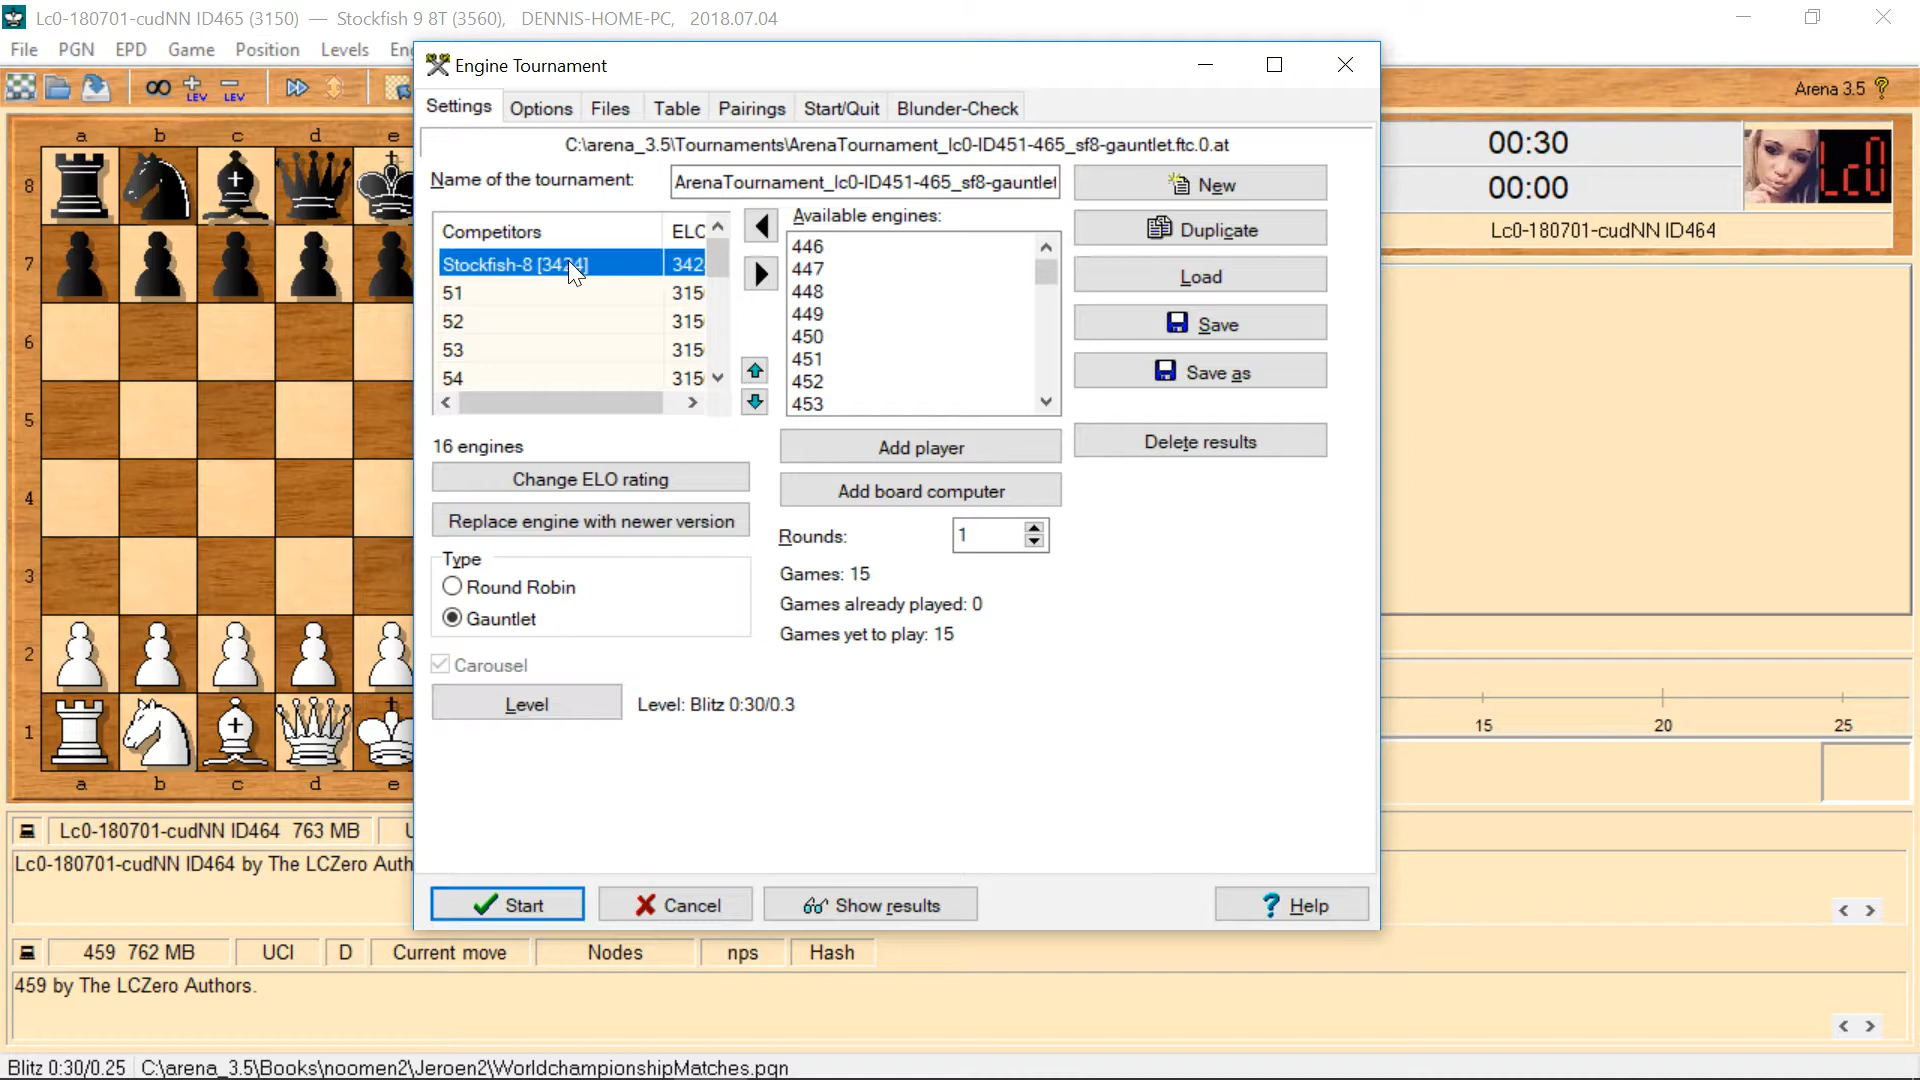 Lc0-180701-cudNN ID465 (3150) — Stockfish 9 8T (3560), DENNIS-HOME-PC, 2018.07.04
File PGN EPD Game Position Levels
Engine Tournament
Arena 3.5
Settings Options Files Table Pairings Start/Quit Blunder-Check
C:\arena_3.5\Tournaments\ArenaTournament_lc0-ID451-465_sf8-gauntlet.ftc.0.at
Name of the tournament: ArenaTournament_lc0-ID451-465_sf8-gauntlet New
Competitors ELO Available engines:
Stockfish-8 [3424] 342
51 315
52 315
53 315
54 315
446
447
448
449
450
451
452
453
Duplicate
Load
Save
Save as
Delete results
16 engines
Change ELO rating
Replace engine with newer version
Add player
Add board computer
Rounds: 1
Type
Round Robin
Gauntlet
Games: 15
Games already played: 0
Games yet to play: 15
Carousel
Level Level: Blitz 0:30/0.3
Start Cancel Show results Help
LEV LEV
a b c d e
8
7
6
5
4
3
2
1
a b c d e
00:30
00:00
Lc0
Lc0-180701-cudNN ID464
15 20 25
Lc0-180701-cudNN ID464 763 MB
Lc0-180701-cudNN ID464 by The LCZero Auth
459 762 MB UCI D Current move Nodes nps Hash
459 by The LCZero Authors.
Blitz 0:30/0.25 C:\arena_3.5\Books\noomen2\Jeroen2\WorldchampionshipMatches.pgn